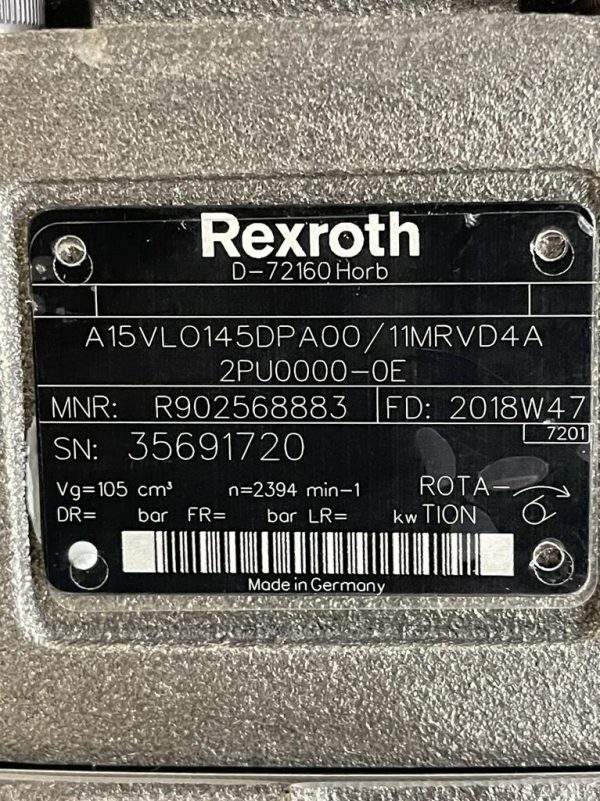 Rexroth
D-72160 Horb
A15VLO145DPA00/11MRVD4A
2PU0000-0E
MNR: R902568883 FD: 2018W47
7201
SN: 35691720
Vg=105 cm³ n=2394 min-1 ROTA-
DR= bar FR= bar LR= kw TION
Made in Germany